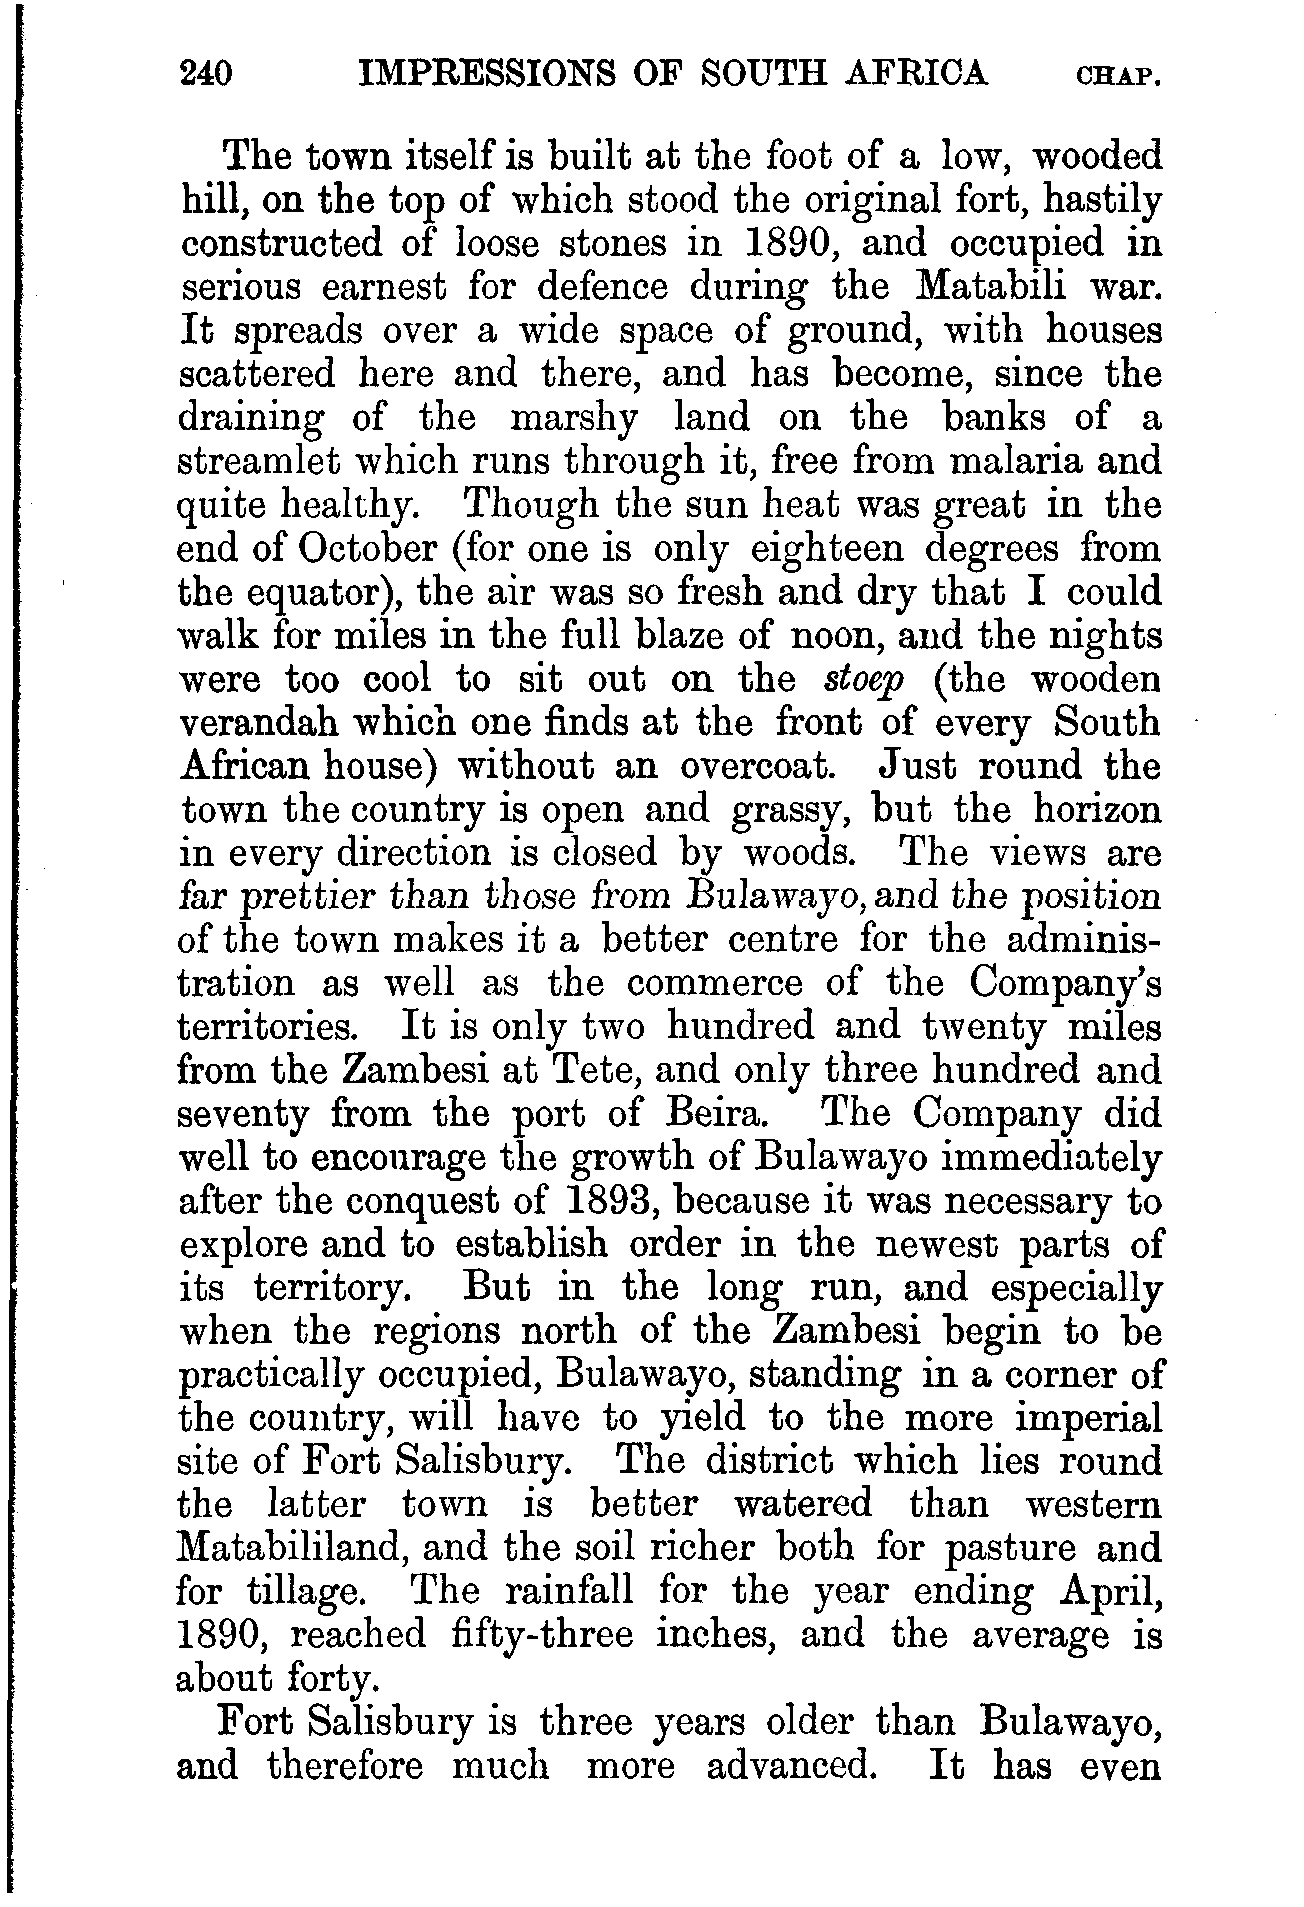 240 IMPRESSIONS OF SOUTH AFRICA CHAP.
The town itself is built at the foot of a low, wooded
hill, on the top of which stood the original fort, hastily
constructed of loose stones in 1890, and occupied in
serious earnest for defence during the Matabili war.
It spreads over a wide space of ground, with houses
scattered here and there, and has become, since the
draining of the marshy land on the banks of a
streamlet which runs through it, free from malaria and
quite healthy. Though the sun heat was great in the
end of October (for one is only eighteen degrees from
the equator), the air was so fresh and dry that I could
walk for miles in the full blaze of noon, and the nights
were too cool to sit out on the stoep (the wooden
verandah which one finds at the front of every South
African house) without an overcoat. Just round the
town the country is open and grassy, but the horizon
in every direction is closed by woods. The views are
far prettier than those from Bulawayo, and the position
of the town makes it a better centre for the adminis-
tration as well as the commerce of the Company's
territories. It is only two hundred and twenty miles
from the Zambesi at Tete, and only three hundred and
seventy from the port of Beira. The Company did
well to encourage the growth of Bulawayo immediately
after the conquest of 1893, because it was necessary to
explore and to establish order in the newest parts of
its territory. But in the long run, and especially
when the regions north of the Zambesi begin to be
practically occupied, Bulawayo, standing in a corner of
the country, will have to yield to the more imperial
site of Fort Salisbury. The district which lies round
the latter town is better watered than western
Matabililand, and the soil richer both for pasture and
for tillage. The rainfall for the year ending April,
1890, reached fifty-three inches, and the average is
about forty.
Fort Salisbury is three years older than Bulawayo,
and therefore much more advanced. It has even